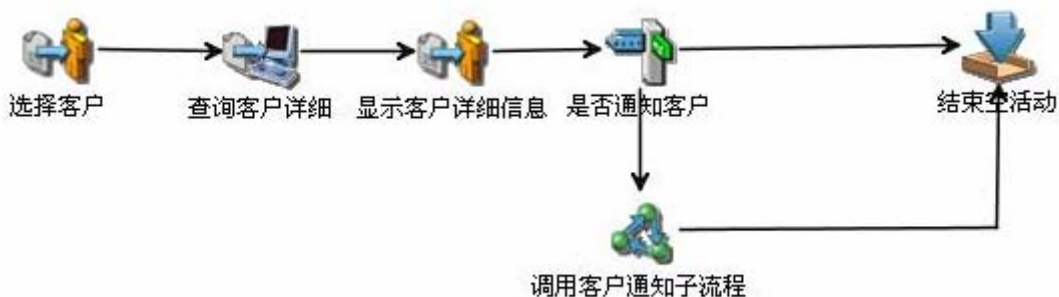 选择客户
查询客户详细
显示客户详细信息
是否通知客户
结束空活动
调用客户通知子流程